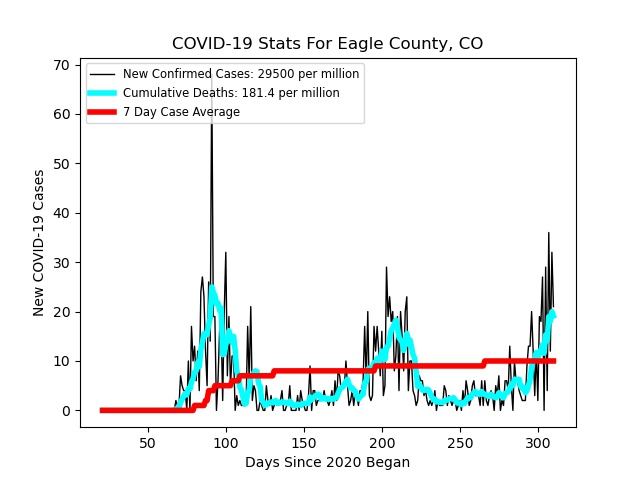 COVID-19 Stats For Eagle County, CO
New Confirmed Cases: 29500 per million
Cumulative Deaths: 181.4 per million
7 Day Case Average
70
60
50
40
30
20
10
0
New COVID-19 Cases
50 100 150 200 250 300
Days Since 2020 Began